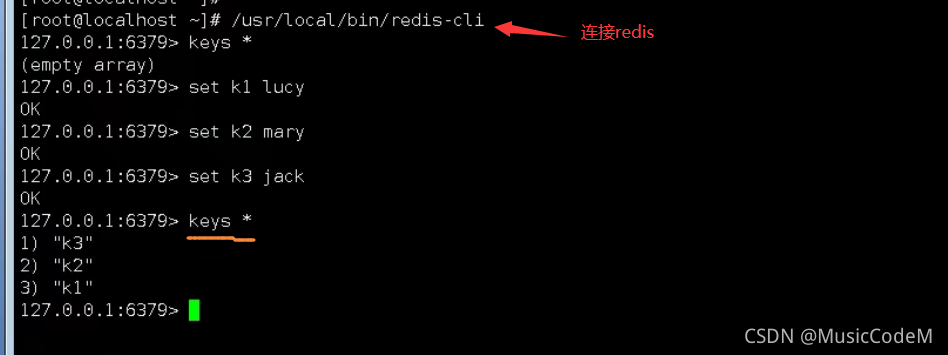 [root@localhost ~]#
[root@localhost ~]# /usr/local/bin/redis-cli
连接redis
127.0.0.1:6379> keys *
(empty array)
127.0.0.1:6379> set k1 lucy
OK
127.0.0.1:6379> set k2 mary
OK
127.0.0.1:6379> set k3 jack
OK
127.0.0.1:6379> keys *
1) "k3"
2) "k2"
3) "k1"
127.0.0.1:6379>
CSDN @MusicCodeM